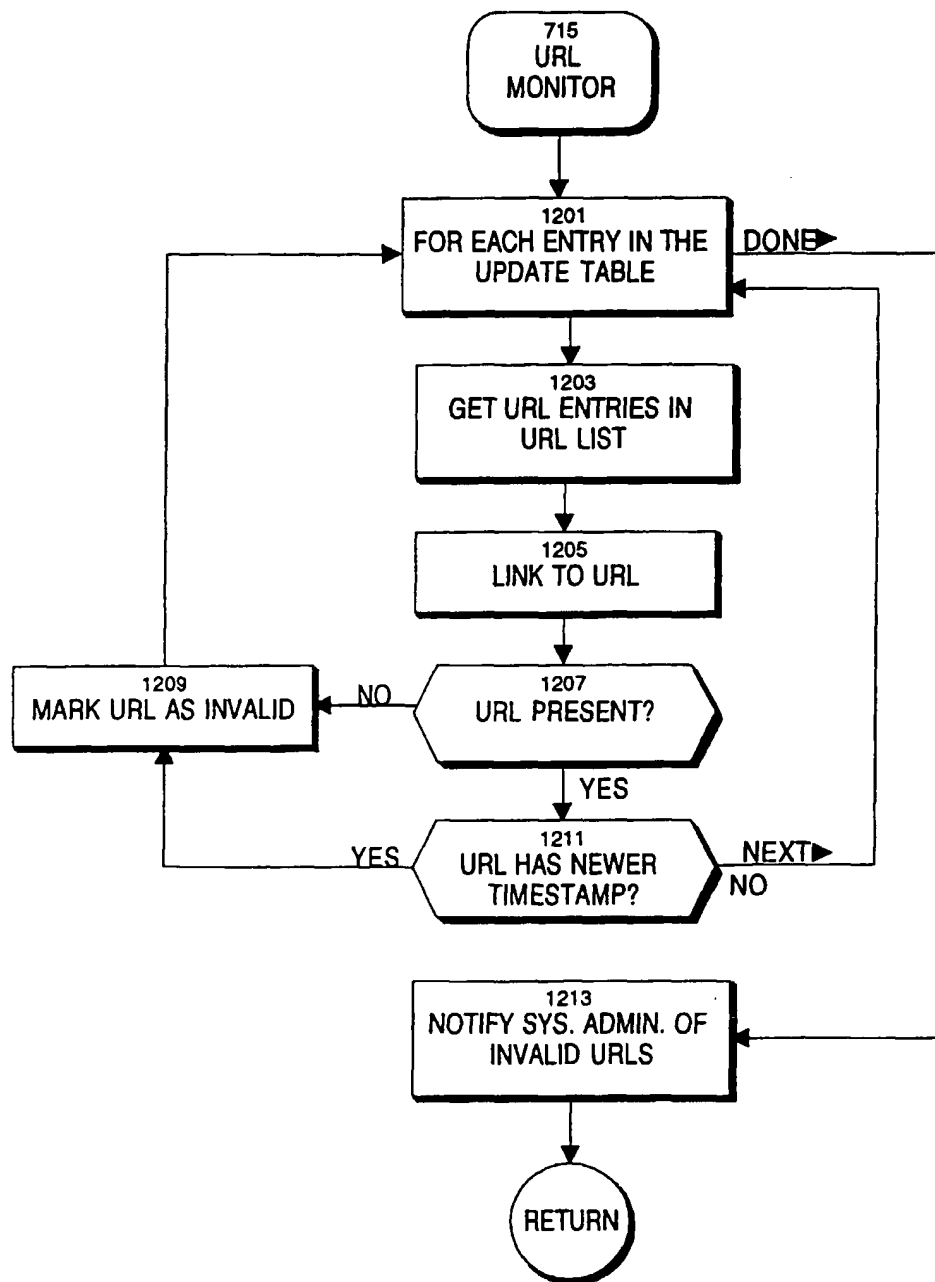 715
URL
MONITOR
1201
FOR EACH ENTRY IN THE
UPDATE TABLE
DONE
1203
GET URL ENTRIES IN
URL LIST
1205
LINK TO URL
1207
URL PRESENT?
NO
1209
MARK URL AS INVALID
YES
1211
URL HAS NEWER
TIMESTAMP?
YES
NEXT
NO
1213
NOTIFY SYS. ADMIN. OF
INVALID URLS
RETURN